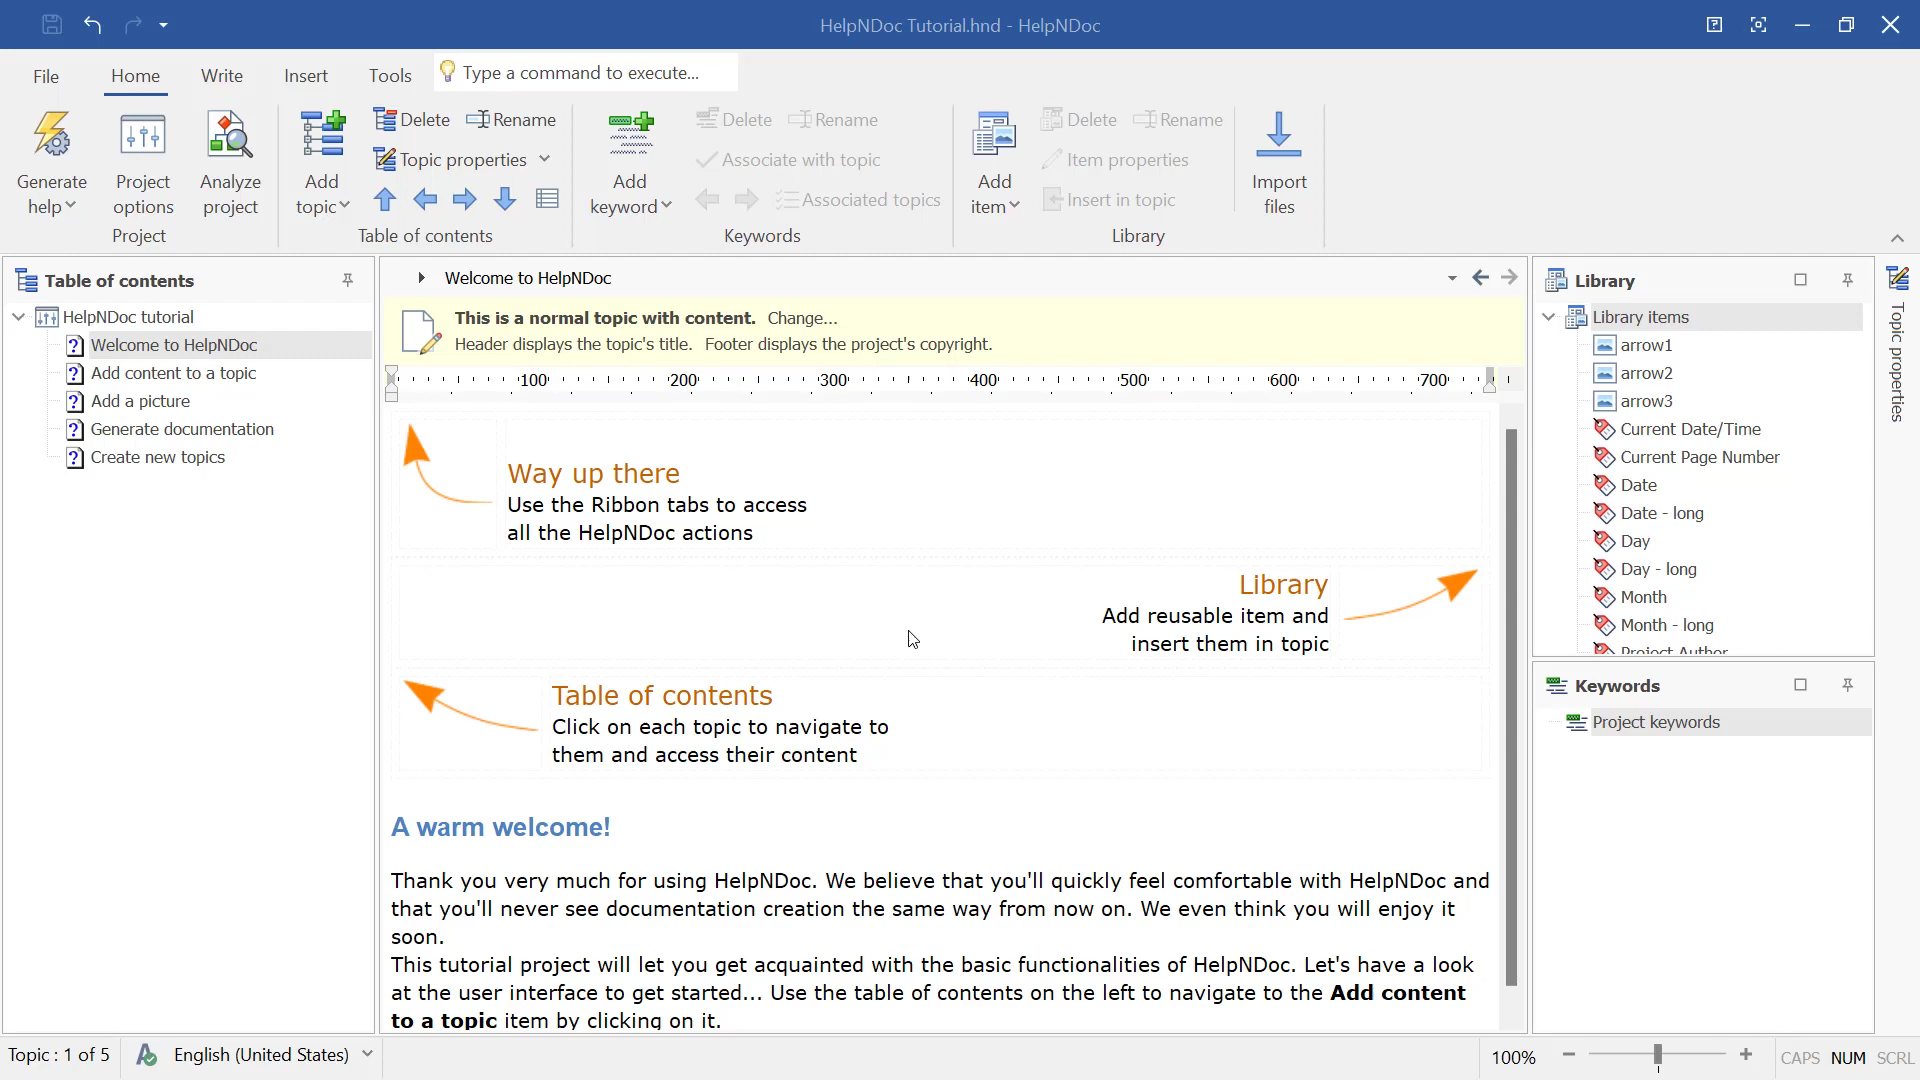 HelpNDoc Tutorial.hnd - HelpNDoc
File Home Write Insert Tools Type a command to execute...
Generate help
Project options
Analyze project
Project
Add topic
Delete Rename
Topic properties
Table of contents
Add keyword
Delete Rename
Associate with topic
Associated topics
Keywords
Add item
Delete Rename
Item properties
Insert in topic
Library
Import files
Table of contents
HelpNDoc tutorial
Welcome to HelpNDoc
Add content to a topic
Add a picture
Generate documentation
Create new topics
Welcome to HelpNDoc
This is a normal topic with content. Change...
Header displays the topic's title. Footer displays the project's copyright.
100 200 300 400 500 600 700
Way up there
Use the Ribbon tabs to access
all the HelpNDoc actions
Library
Add reusable item and
insert them in topic
Table of contents
Click on each topic to navigate to
them and access their content
A warm welcome!
Thank you very much for using HelpNDoc. We believe that you'll quickly feel comfortable with HelpNDoc and
that you'll never see documentation creation the same way from now on. We even think you will enjoy it
soon.
This tutorial project will let you get acquainted with the basic functionalities of HelpNDoc. Let's have a look
at the user interface to get started... Use the table of contents on the left to navigate to the Add content
to a topic item by clicking on it.
Library
Library items
arrow1
arrow2
arrow3
Current Date/Time
Current Page Number
Date
Date - long
Day
Day - long
Month
Month - long
Project Author
Keywords
Project keywords
Topic properties
Topic : 1 of 5 English (United States) 100% CAPS NUM SCRL